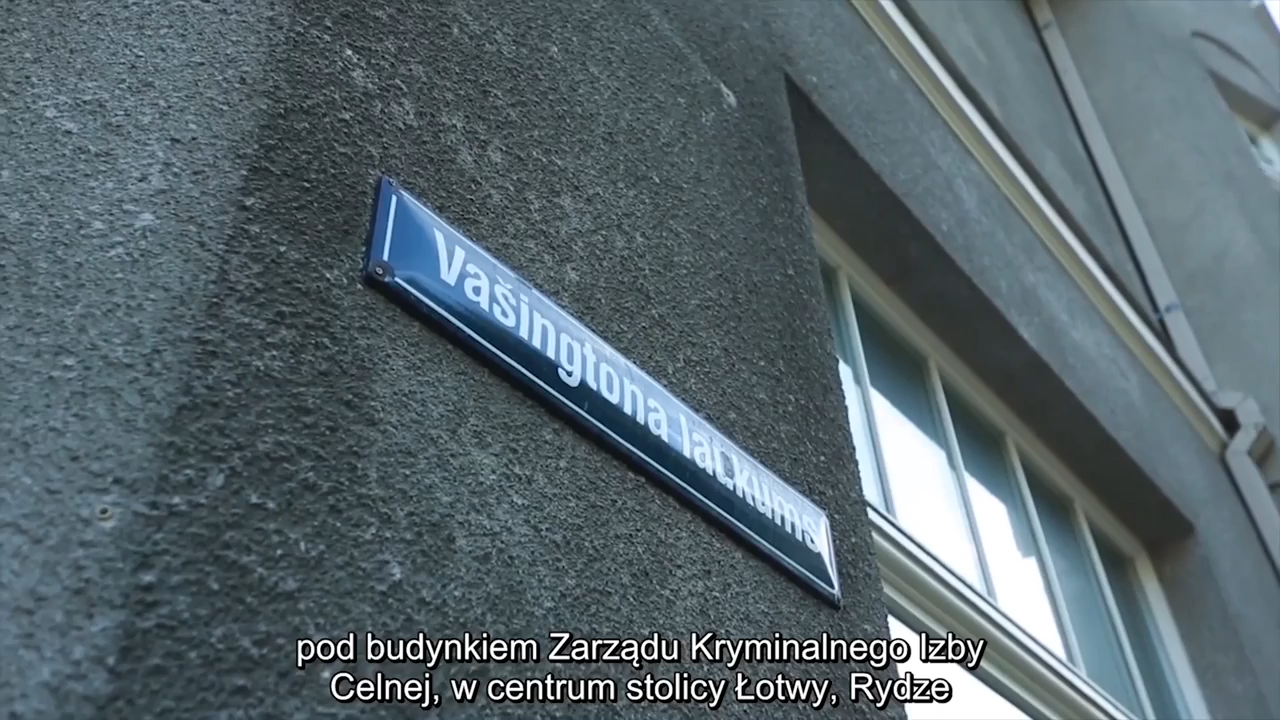 Vašingtona laukums
pod budynkiem Zarządu Kryminalnego Izby
Celnej, w centrum stolicy Łotwy, Rydze